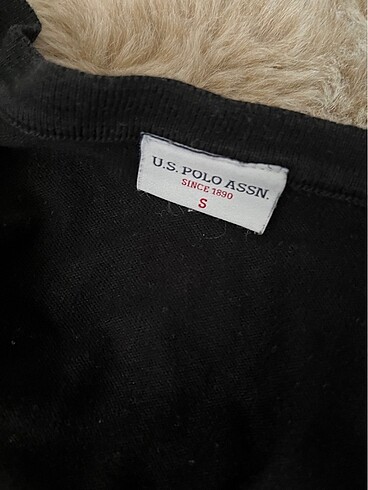 U.S. POLO ASSN.
SINCE 1890
S